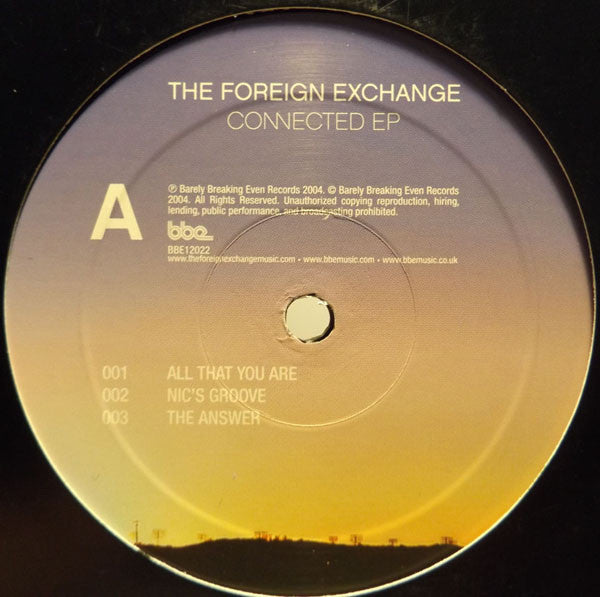 THE FOREIGN EXCHANGE
CONNECTED EP
A
℗ Barely Breaking Even Records 2004. © Barely Breaking Even Records
2004. All Rights Reserved. Unauthorized copying reproduction, hiring,
lending, public performance, and broadcasting prohibited.
bbe
BBE12022
www.theforeignexchangemusic.com • www.bbemusic.com • www.bbemusic.co.uk
001 ALL THAT YOU ARE
002 NIC'S GROOVE
003 THE ANSWER